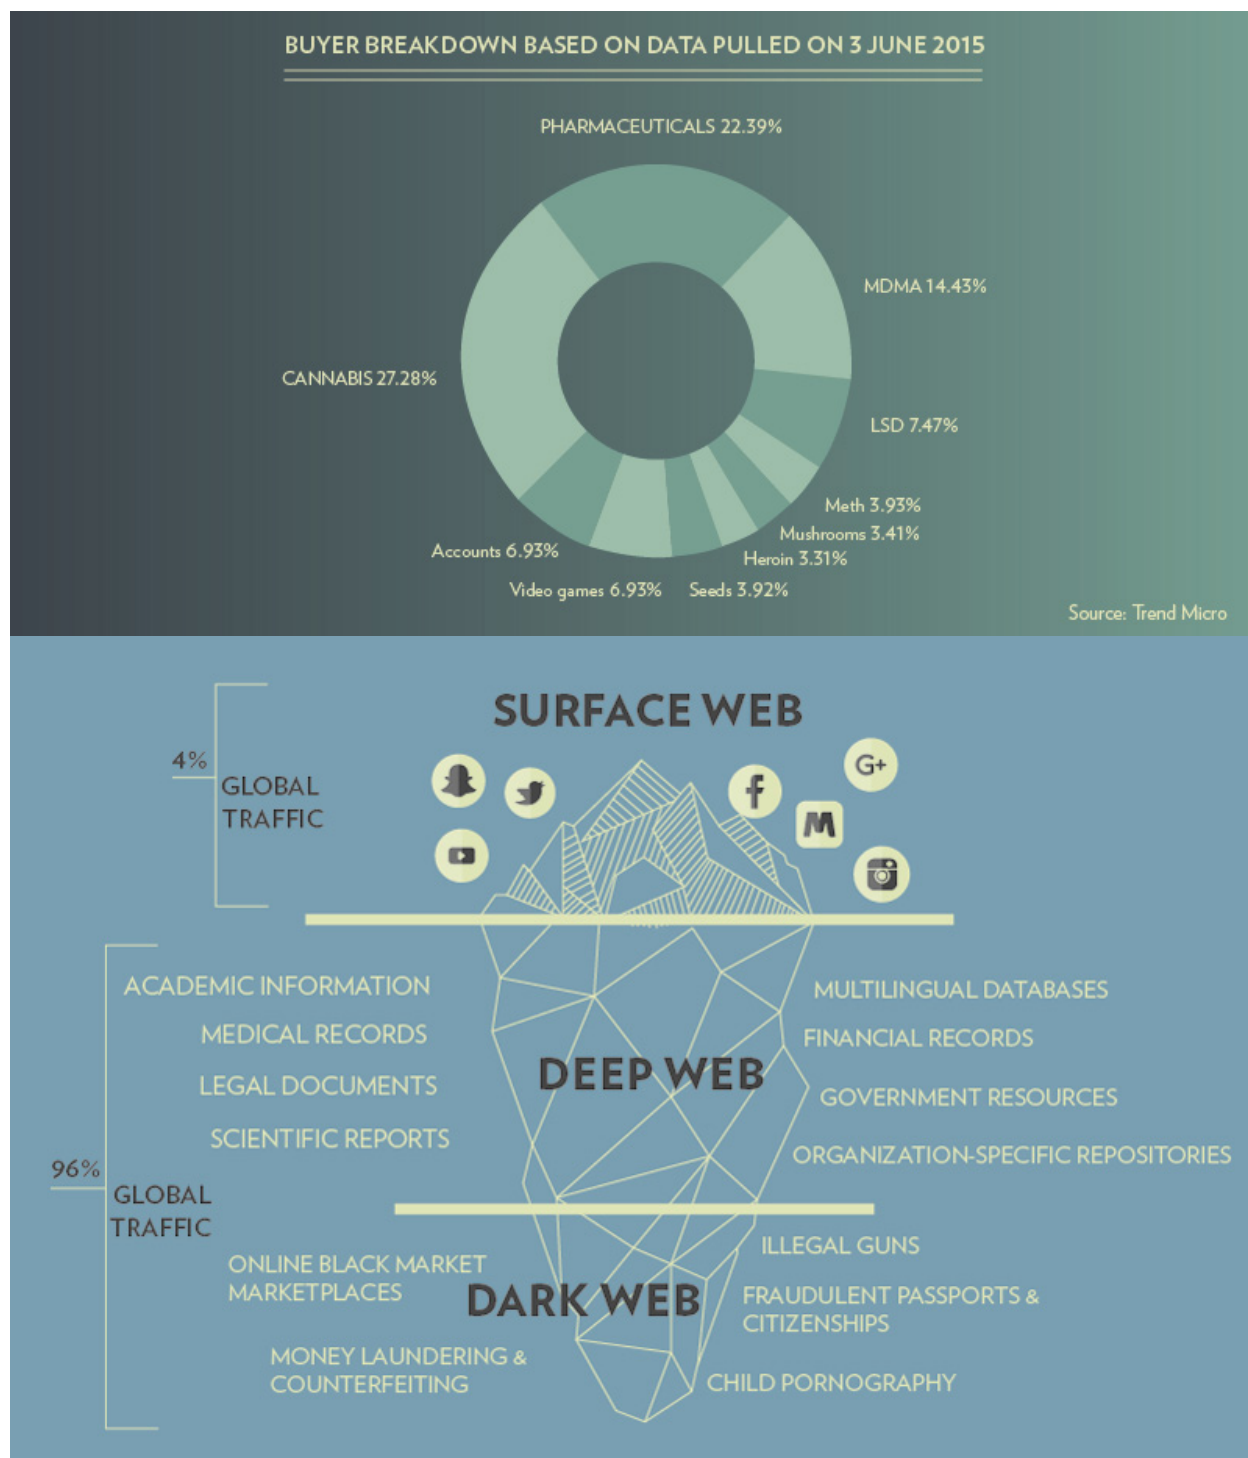 BUYER BREAKDOWN BASED ON DATA PULLED ON 3 JUNE 2015
PHARMACEUTICALS 22.39%
MDMA 14.43%
CANNABIS 27.28%
LSD 7.47%
Meth 3.93%
Mushrooms 3.41%
Accounts 6.93%
Heroin 3.31%
Video games 6.93%
Seeds 3.92%
Source: Trend Micro
SURFACE WEB
4%
GLOBAL
TRAFFIC
G+
M
ACADEMIC INFORMATION
MEDICAL RECORDS
LEGAL DOCUMENTS
SCIENTIFIC REPORTS
MULTILINGUAL DATABASES
FINANCIAL RECORDS
GOVERNMENT RESOURCES
ORGANIZATION-SPECIFIC REPOSITORIES
DEEP WEB
96%
GLOBAL
TRAFFIC
ONLINE BLACK MARKET
MARKETPLACES
MONEY LAUNDERING &
COUNTERFEITING
DARK WEB
ILLEGAL GUNS
FRAUDULENT PASSPORTS &
CITIZENSHIPS
CHILD PORNOGRAPHY